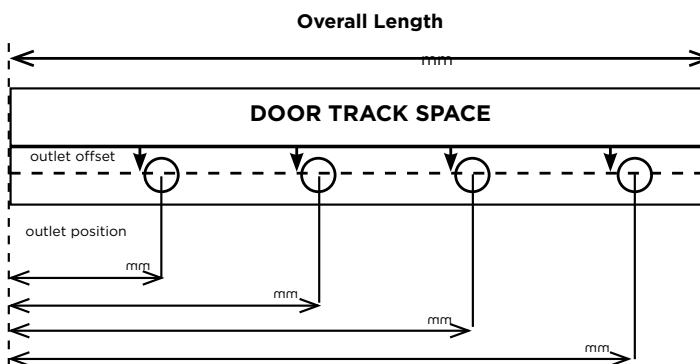 Overall Length
mm
DOOR TRACK SPACE
outlet offset
outlet position
mm
mm
mm
mm